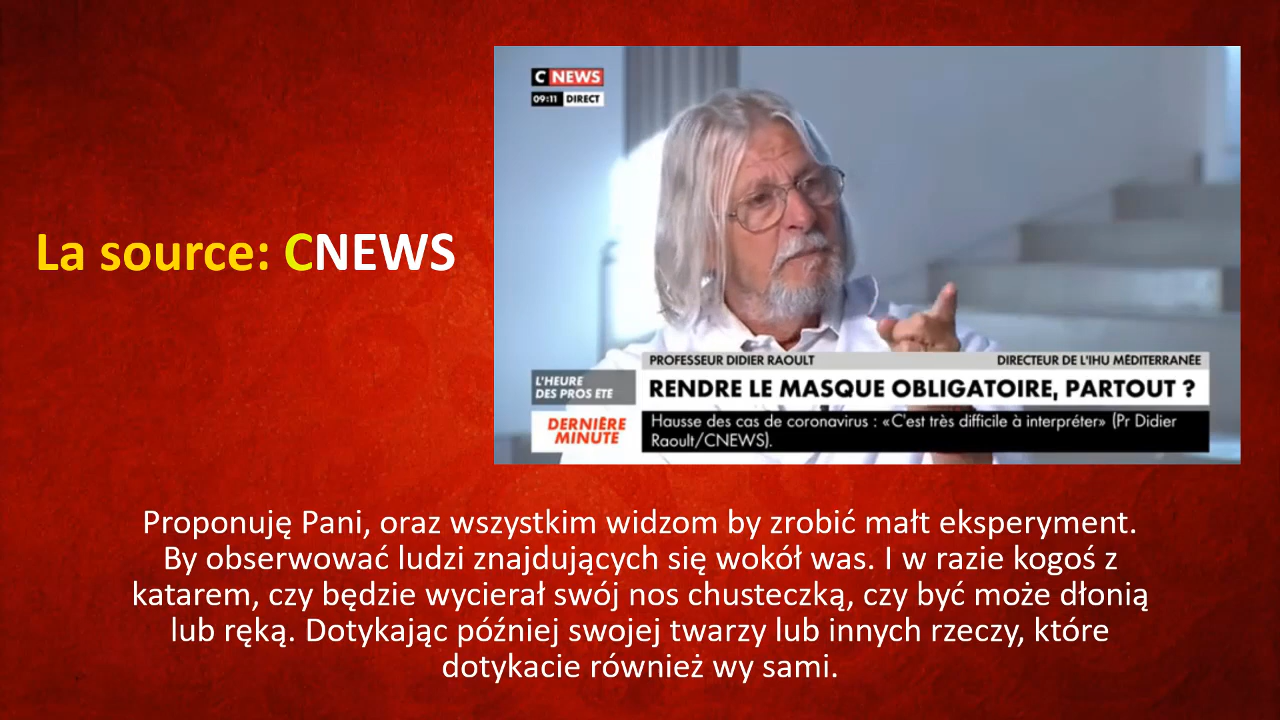 La source: CNEWS
C NEWS
09:11 DIRECT
PROFESSEUR DIDIER RAOULT
DIRECTEUR DE L'IHU MÉDITERRANÉE
L'HEURE
DES PROS ÉTÉ
RENDRE LE MASQUE OBLIGATOIRE, PARTOUT ?
DERNIÈRE
MINUTE
Hausse des cas de coronavirus : «C'est très difficile à interpréter» (Pr Didier
Raoult/CNEWS).
Proponuję Pani, oraz wszystkim widzom by zrobić małt eksperyment.
By obserwować ludzi znajdujących się wokół was. I w razie kogoś z
katarem, czy będzie wycierał swój nos chusteczką, czy być może dłonią
lub ręką. Dotykając później swojej twarzy lub innych rzeczy, które
dotykacie również wy sami.